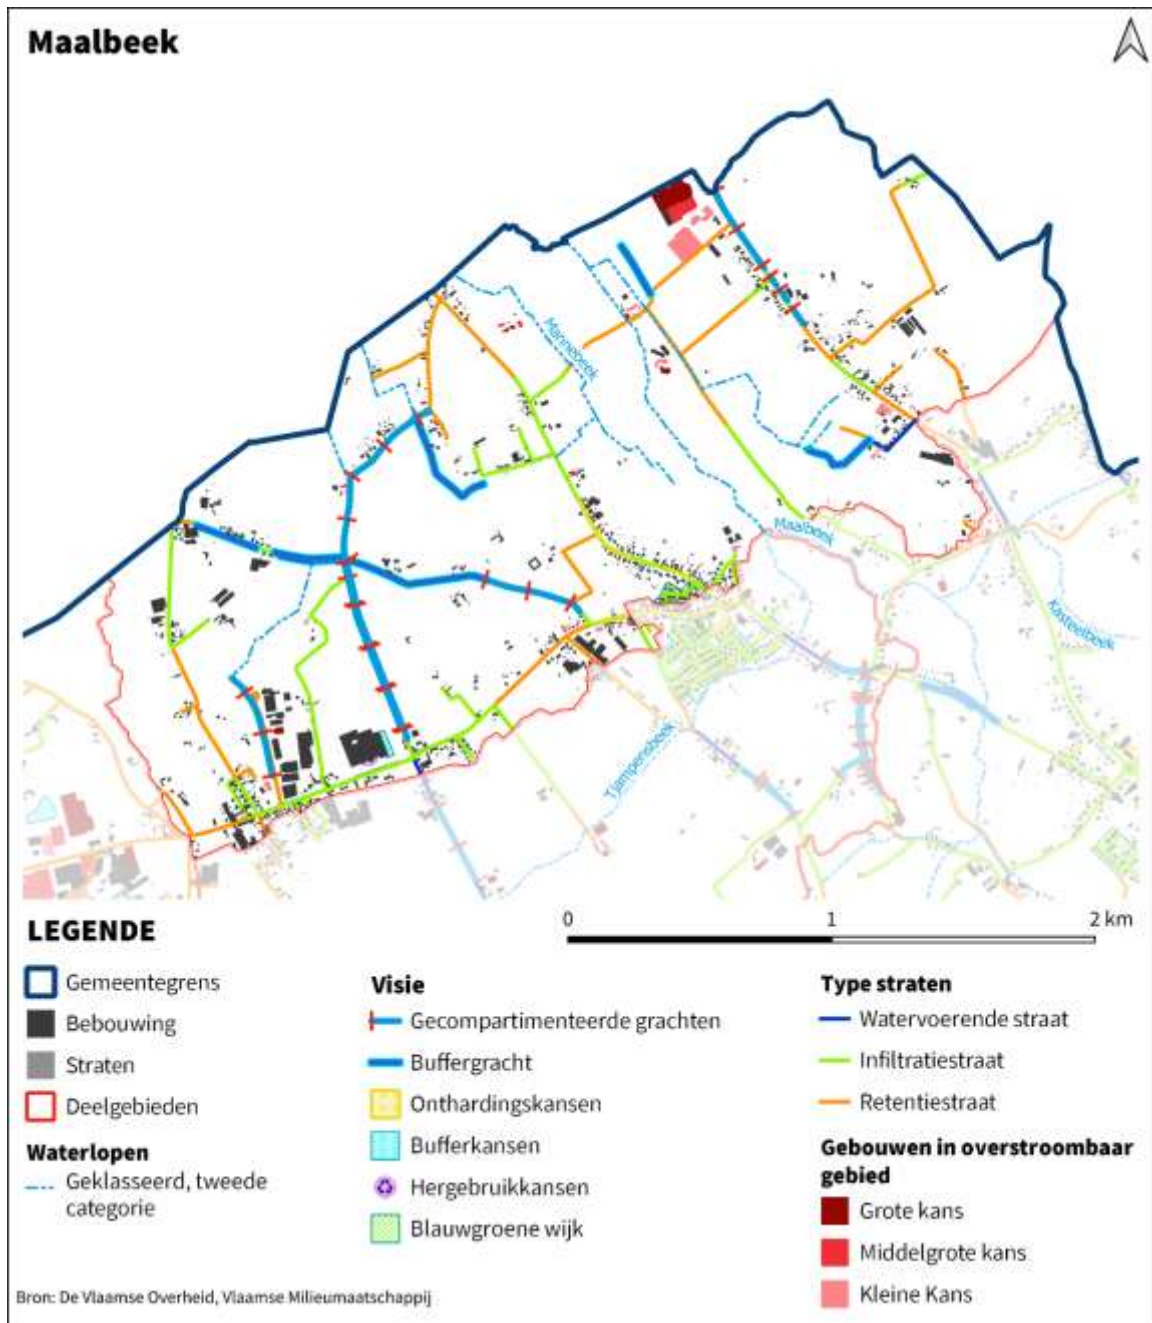 Maalbeek
Mannebeek
Maalbeek
Kasteelbeek
Tjampensbeek
LEGENDE
0 1 2 km
Gemeentegrens
Bebouwing
Straten
Deelgebieden
Waterlopen
Geklasseerd, tweede
categorie
Visie
Gecompartimenteerde grachten
Buffergracht
Onthardingskansen
Bufferkansen
Hergebruikkansen
Blauwgroene wijk
Type straten
Watervoerende straat
Infiltratiestraat
Retentiestraat
Gebouwen in overstroombaar
gebied
Grote kans
Middelgrote kans
Kleine Kans
Bron: De Vlaamse Overheid, Vlaamse Milieumaatschappij